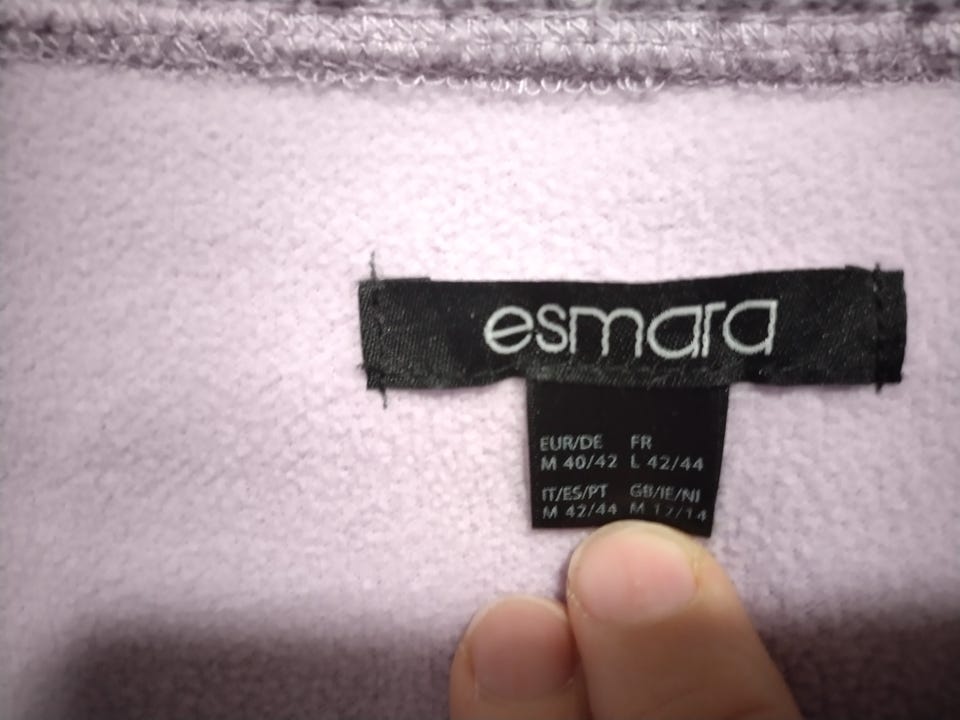 esmara
EUR/DE FR
M 40/42 L 42/44
IT/ES/PT GB/IE/NI
M 42/44 M 12/14